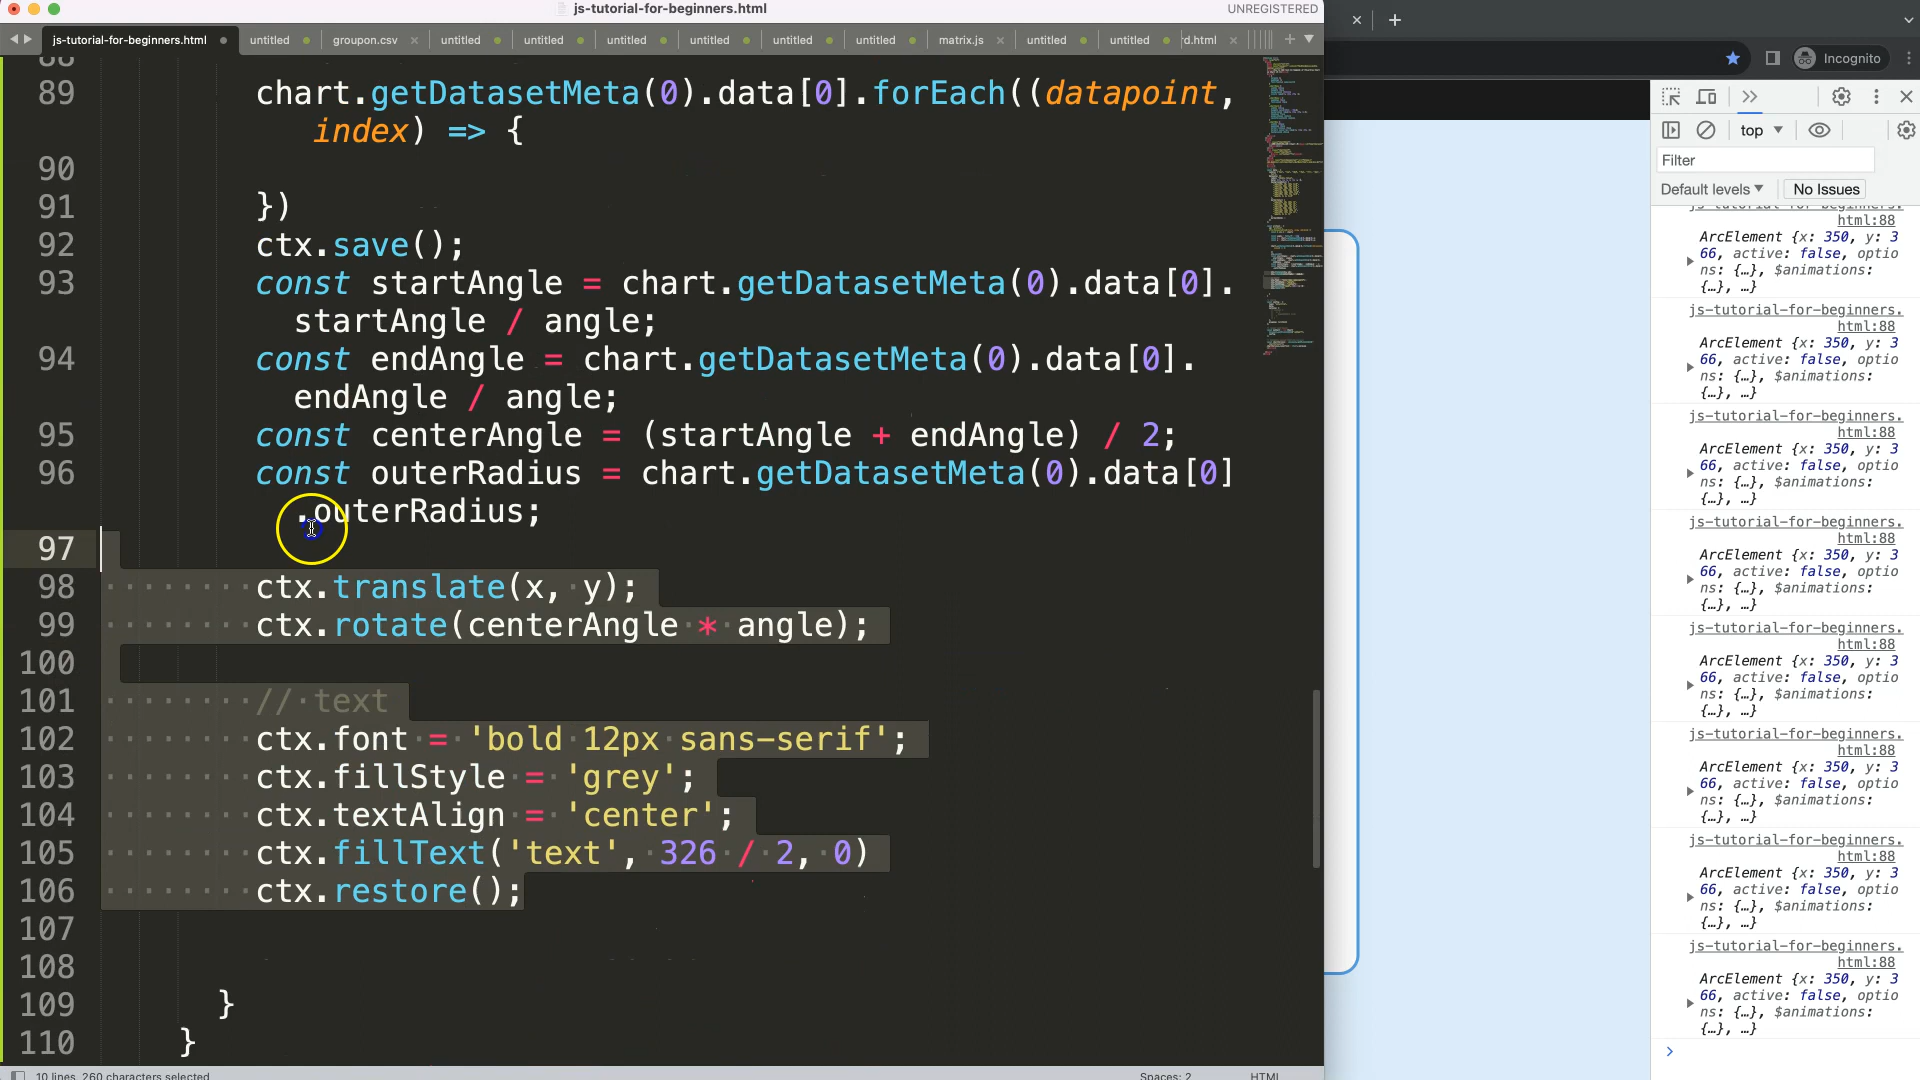 js-tutorial-for-beginners.html
UNREGISTERED
js-tutorial-for-beginners.html untitled groupon.csv untitled untitled untitled untitled untitled untitled matrix.js untitled untitled rd.html
Incognito
88
89 chart.getDatasetMeta(0).data[0].forEach((datapoint,
index) => {
90
91 })
92 ctx.save();
93 const startAngle = chart.getDatasetMeta(0).data[0].
startAngle / angle;
94 const endAngle = chart.getDatasetMeta(0).data[0].
endAngle / angle;
95 const centerAngle = (startAngle + endAngle) / 2;
96 const outerRadius = chart.getDatasetMeta(0).data[0]
.outerRadius;
97
98 ctx.translate(x, y);
99 ctx.rotate(centerAngle * angle);
100
101 // text
102 ctx.font = 'bold 12px sans-serif';
103 ctx.fillStyle = 'grey';
104 ctx.textAlign = 'center';
105 ctx.fillText('text', 326 / 2, 0)
106 ctx.restore();
107
108
109 }
110 }
10 lines, 260 characters selected
Spaces: 2
HTML
top
Filter
Default levels
No Issues
js-tutorial-for-beginners.
html:88
ArcElement {x: 350, y: 3
66, active: false, optio
ns: {…}, $animations:
{…}, …}
js-tutorial-for-beginners.
html:88
ArcElement {x: 350, y: 3
66, active: false, optio
ns: {…}, $animations:
{…}, …}
js-tutorial-for-beginners.
html:88
ArcElement {x: 350, y: 3
66, active: false, optio
ns: {…}, $animations:
{…}, …}
js-tutorial-for-beginners.
html:88
ArcElement {x: 350, y: 3
66, active: false, optio
ns: {…}, $animations:
{…}, …}
js-tutorial-for-beginners.
html:88
ArcElement {x: 350, y: 3
66, active: false, optio
ns: {…}, $animations:
{…}, …}
js-tutorial-for-beginners.
html:88
ArcElement {x: 350, y: 3
66, active: false, optio
ns: {…}, $animations:
{…}, …}
js-tutorial-for-beginners.
html:88
ArcElement {x: 350, y: 3
66, active: false, optio
ns: {…}, $animations:
{…}, …}
js-tutorial-for-beginners.
html:88
ArcElement {x: 350, y: 3
66, active: false, optio
ns: {…}, $animations:
{…}, …}